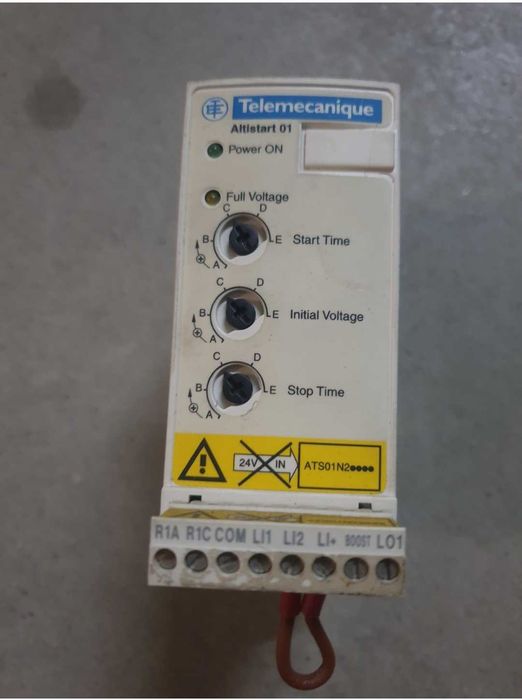 Telemecanique
Altistart 01
Power ON
Full Voltage
C D
B E Start Time
A
C D
B E Initial Voltage
A
C D
B E Stop Time
A
24V IN ATS01N2●●●●
R1A R1C COM LI1 LI2 LI+ BOOST LO1